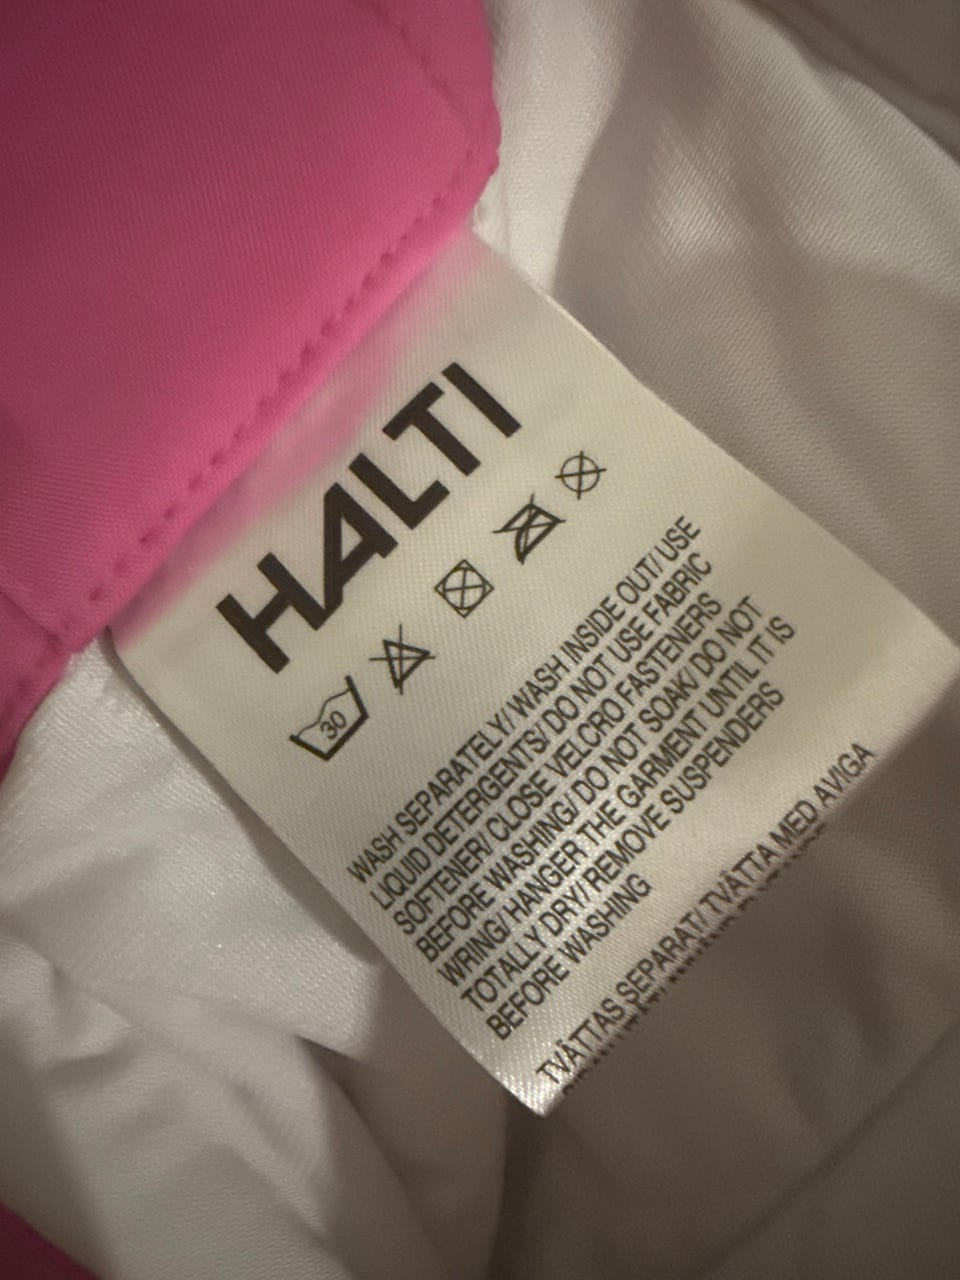 HALTI
30
WASH SEPARATELY/ WASH INSIDE OUT/ USE
LIQUID DETERGENTS/ DO NOT USE FABRIC
SOFTENER/ CLOSE VELCRO FASTENERS
BEFORE WASHING/ DO NOT SOAK/ DO NOT
WRING/ HANGER THE GARMENT UNTIL IT IS
TOTALLY DRY/ REMOVE SUSPENDERS
BEFORE WASHING
TVÄTTAS SEPARAT/ TVÄTTA MED AVIGA